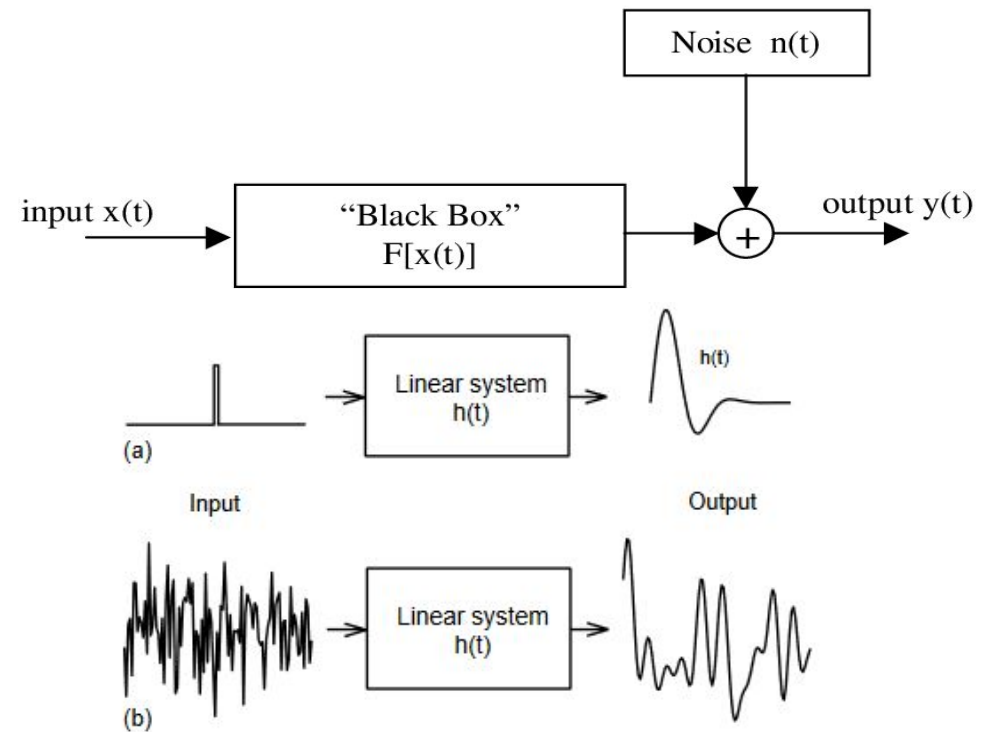 Noise n(t)
input x(t)
“Black Box”
F[x(t)]
+
output y(t)
Linear system
h(t)
h(t)
(a)
Input
Output
Linear system
h(t)
(b)